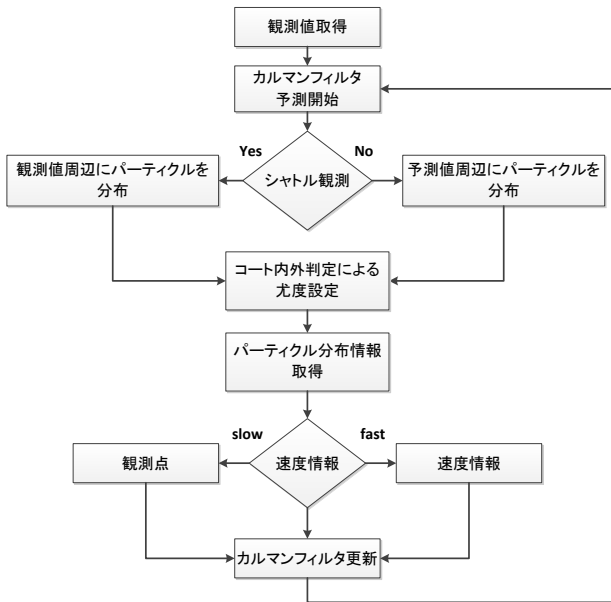 観測値取得
カルマンフィルタ
予測開始
Yes
No
シャトル観測
観測値周辺にパーティクルを
分布
予測値周辺にパーティクルを
分布
コート内外判定による
尤度設定
パーティクル分布情報
取得
slow
fast
観測点
速度情報
速度情報
カルマンフィルタ更新